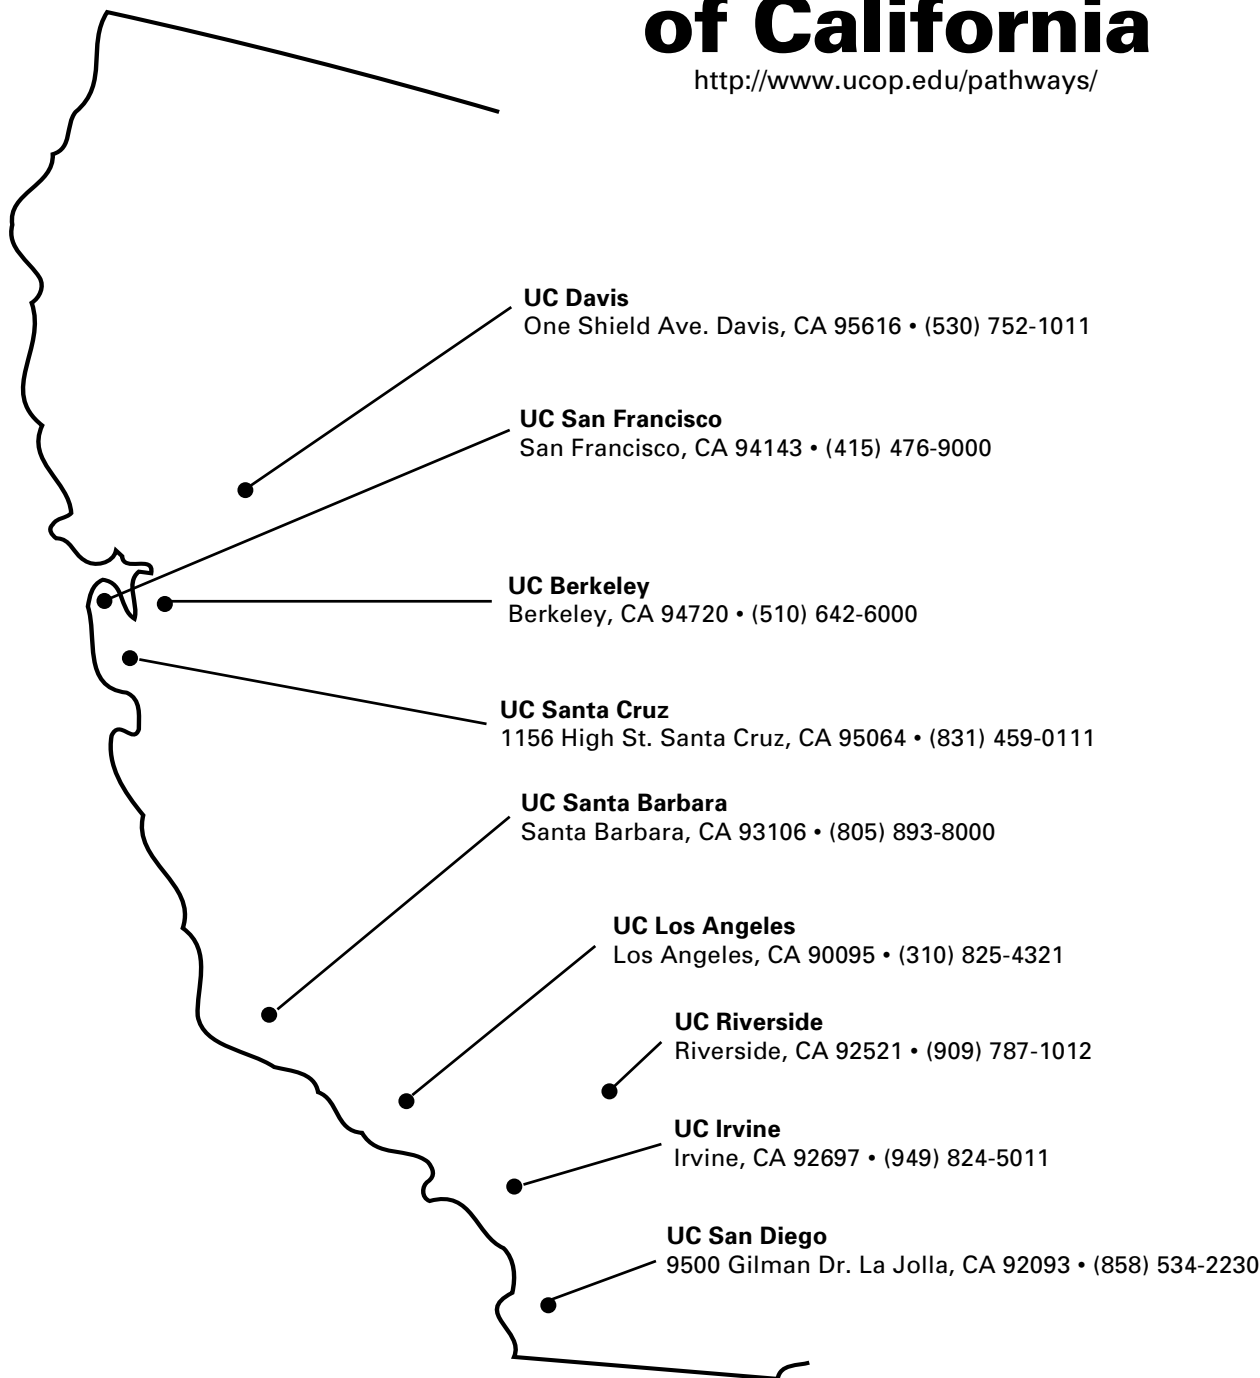 of California
http://www.ucop.edu/pathways/
UC Davis
One Shield Ave. Davis, CA 95616 • (530) 752-1011
UC San Francisco
San Francisco, CA 94143 • (415) 476-9000
UC Berkeley
Berkeley, CA 94720 • (510) 642-6000
UC Santa Cruz
1156 High St. Santa Cruz, CA 95064 • (831) 459-0111
UC Santa Barbara
Santa Barbara, CA 93106 • (805) 893-8000
UC Los Angeles
Los Angeles, CA 90095 • (310) 825-4321
UC Riverside
Riverside, CA 92521 • (909) 787-1012
UC Irvine
Irvine, CA 92697 • (949) 824-5011
UC San Diego
9500 Gilman Dr. La Jolla, CA 92093 • (858) 534-2230